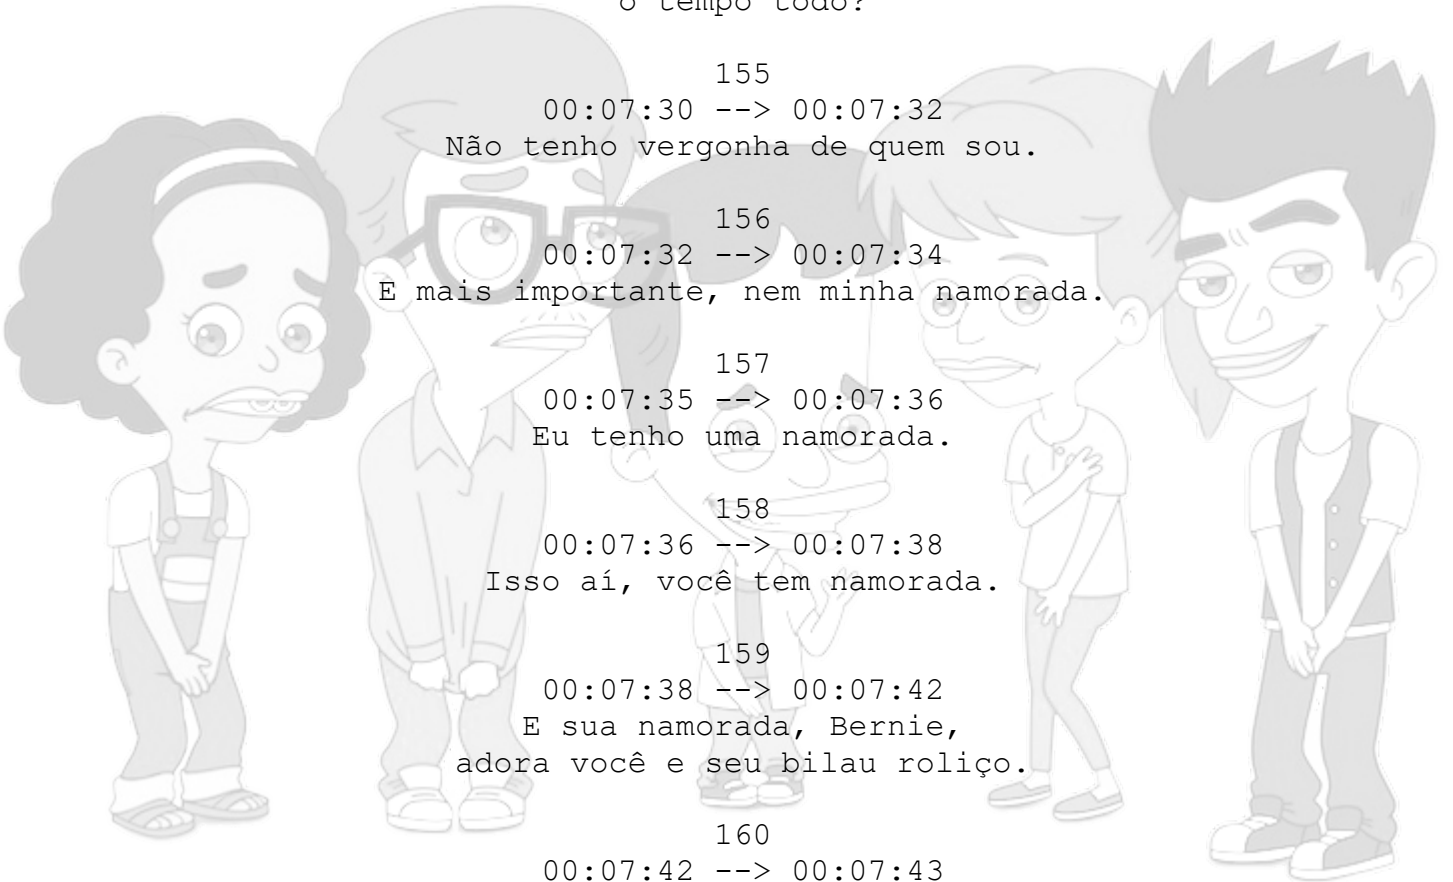 o tempo todo?
155
00:07:30 --> 00:07:32
Não tenho vergonha de quem sou.
156
00:07:32 --> 00:07:34
E mais importante, nem minha namorada.
157
00:07:35 --> 00:07:36
Eu tenho uma namorada.
158
00:07:36 --> 00:07:38
Isso aí, você tem namorada.
159
00:07:38 --> 00:07:42
E sua namorada, Bernie,
adora você e seu bilau roliço.
160
00:07:42 --> 00:07:43